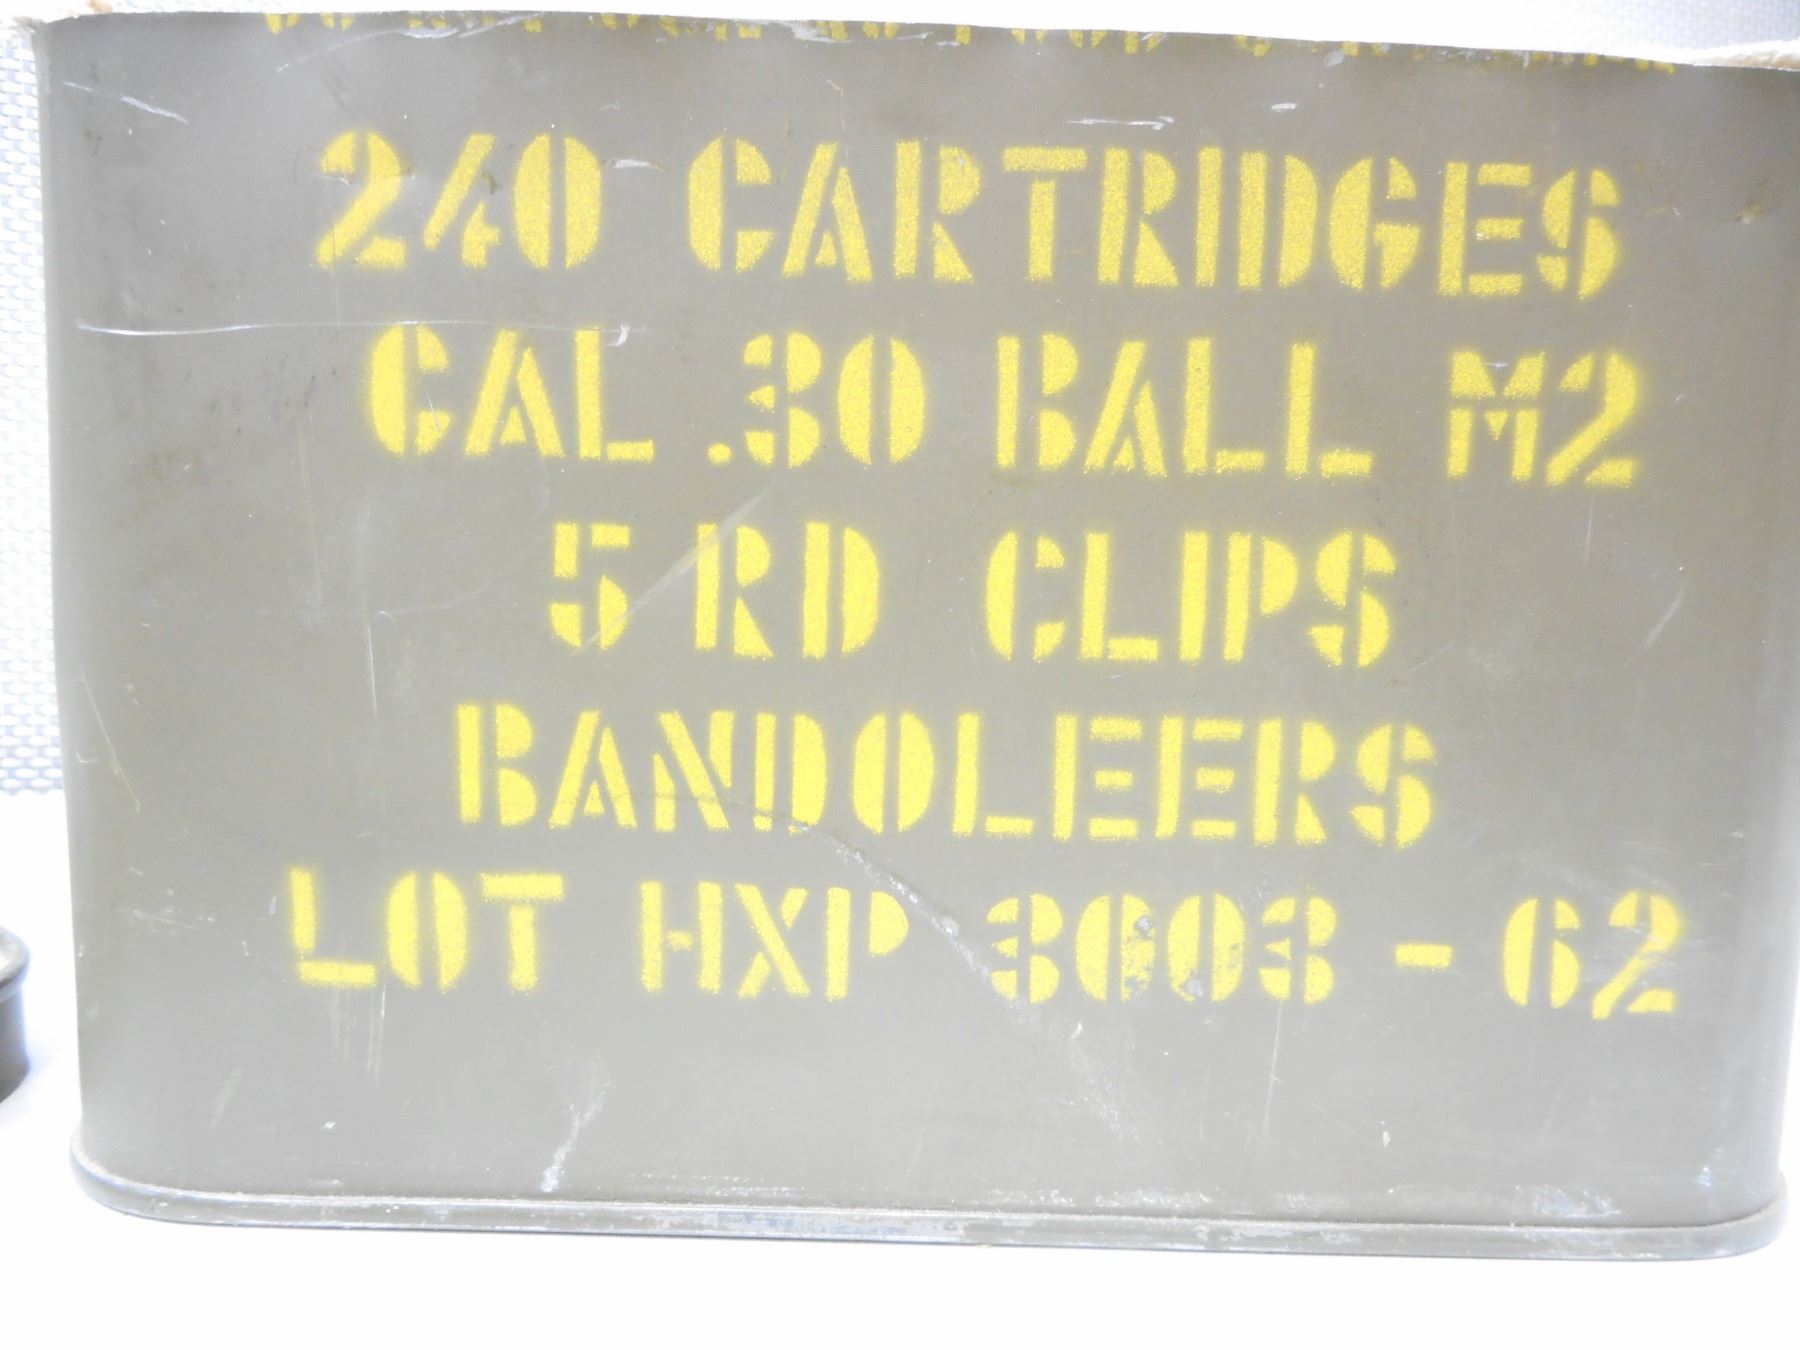 240 CARTRIDGES
CAL .30 BALL M2
5 RD CLIPS
BANDOLEERS
LOT HXP 3003-62